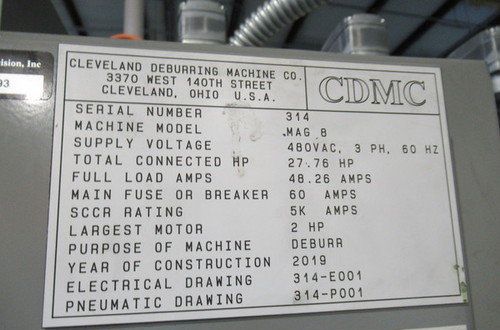 ision, Inc
93
CLEVELAND DEBURRING MACHINE CO.
3370 WEST 140TH STREET
CLEVELAND, OHIO U.S.A.
CDMC
SERIAL NUMBER 314
MACHINE MODEL MAG 8
SUPPLY VOLTAGE 480VAC, 3 PH, 60 HZ
TOTAL CONNECTED HP 27.76 HP
FULL LOAD AMPS 48.26 AMPS
MAIN FUSE OR BREAKER 60 AMPS
SCCR RATING 5K AMPS
LARGEST MOTOR 2 HP
PURPOSE OF MACHINE DEBURR
YEAR OF CONSTRUCTION 2019
ELECTRICAL DRAWING 314-E001
PNEUMATIC DRAWING 314-P001